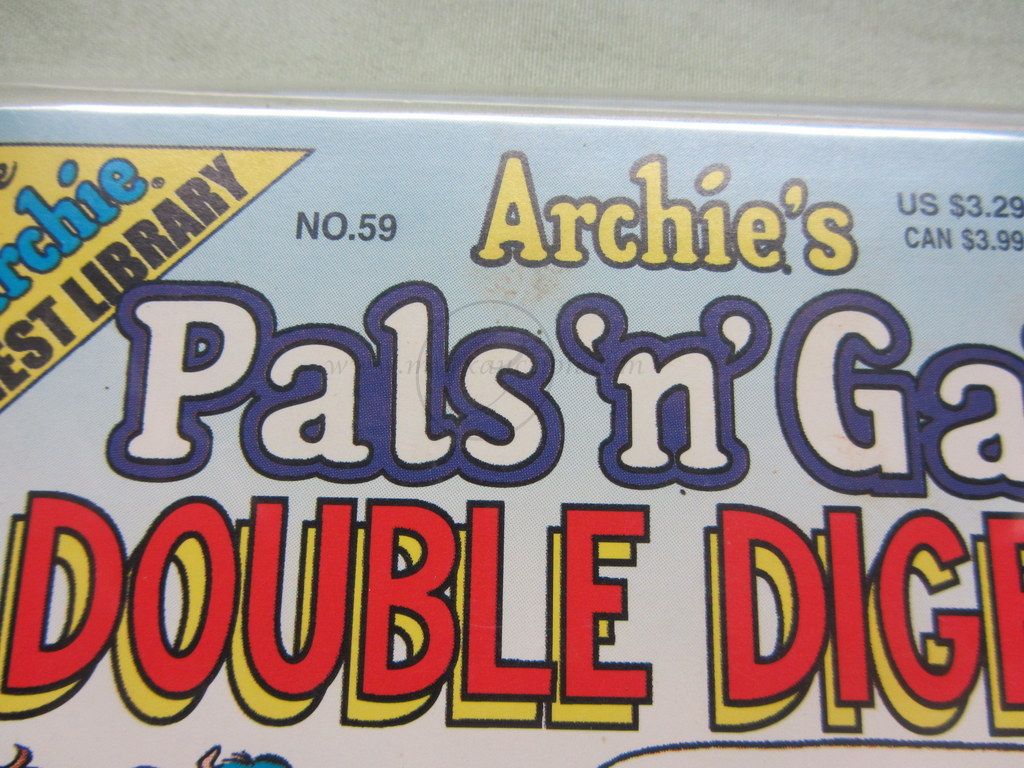 rchie®
EST LIBRARY
NO.59
Archie's
US $3.29
CAN $3.99
Pals 'n' Ga
DOUBLE DIGE